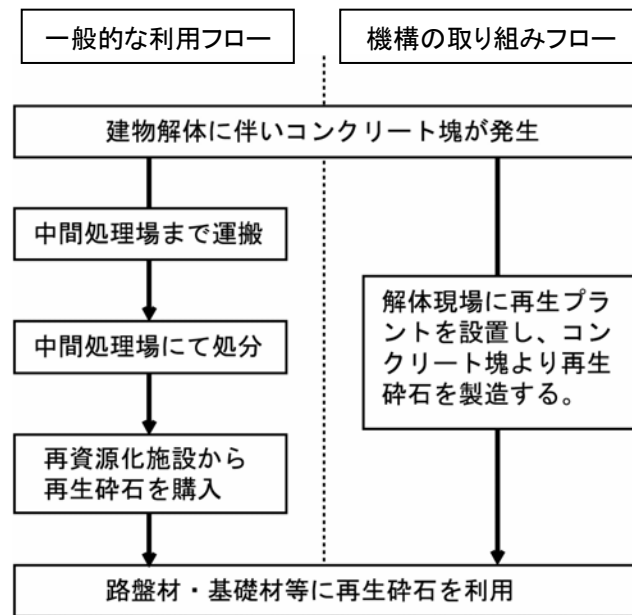 一般的な利用フロー
機構の取り組みフロー
建物解体に伴いコンクリート塊が発生
中間処理場まで運搬
中間処理場にて処分
再資源化施設から
再生砕石を購入
解体現場に再生プラ
ントを設置し、コン
クリート塊より再生
砕石を製造する。
路盤材・基礎材等に再生砕石を利用